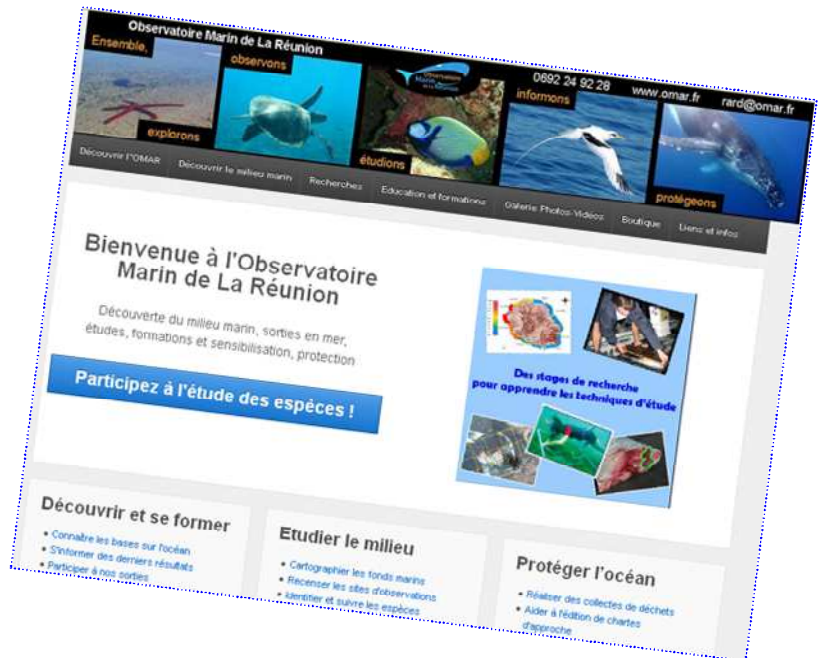 Observatoire Marin de La Réunion
0692 24 92 28 www.omar.fr rard@omar.fr
Ensemble,
observons
Observatoire
Marin
de la Réunion
informons
explorons
étudions
protégeons
Découvrir l'OMAR Découvrir le milieu marin Recherches Education et formations Galerie Photos-Vidéos Boutique Liens et infos
Bienvenue à l'Observatoire
Marin de La Réunion
Découverte du milieu marin, sorties en mer,
études, formations et sensibilisation, protection
Participez à l'étude des espèces !
Des stages de recherche
pour apprendre les techniques d'étude
Découvrir et se former
• Connaître les bases sur l'océan
• S'informer des derniers résultats
• Participer à nos sorties
Etudier le milieu
• Cartographier les fonds marins
• Recenser les sites d'observations
• Identifier et suivre les espèces
Protéger l'océan
• Réaliser des collectes de déchets
• Aider à l'édition de chartes
d'approche